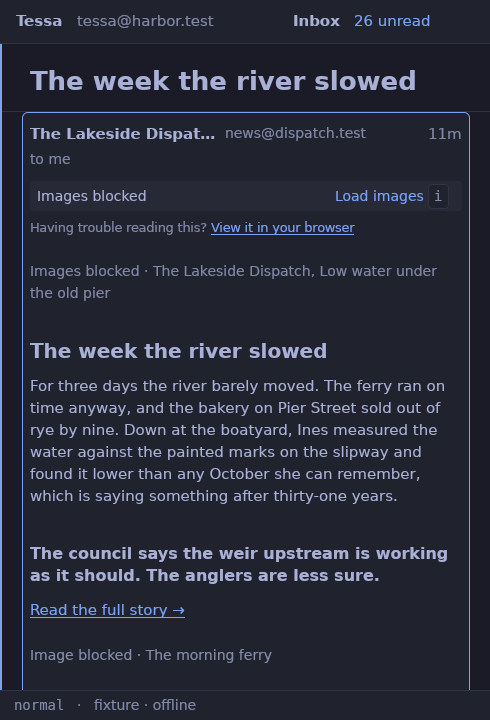 Tessa tessa@harbor.test Inbox 26 unread
The week the river slowed
The Lakeside Dispat... news@dispatch.test 11m
to me
Images blocked Load images i
Having trouble reading this? View it in your browser
Images blocked · The Lakeside Dispatch, Low water under
the old pier
The week the river slowed
For three days the river barely moved. The ferry ran on
time anyway, and the bakery on Pier Street sold out of
rye by nine. Down at the boatyard, Ines measured the
water against the painted marks on the slipway and
found it lower than any October she can remember,
which is saying something after thirty-one years.
The council says the weir upstream is working
as it should. The anglers are less sure.
Read the full story →
Image blocked · The morning ferry
normal · fixture · offline